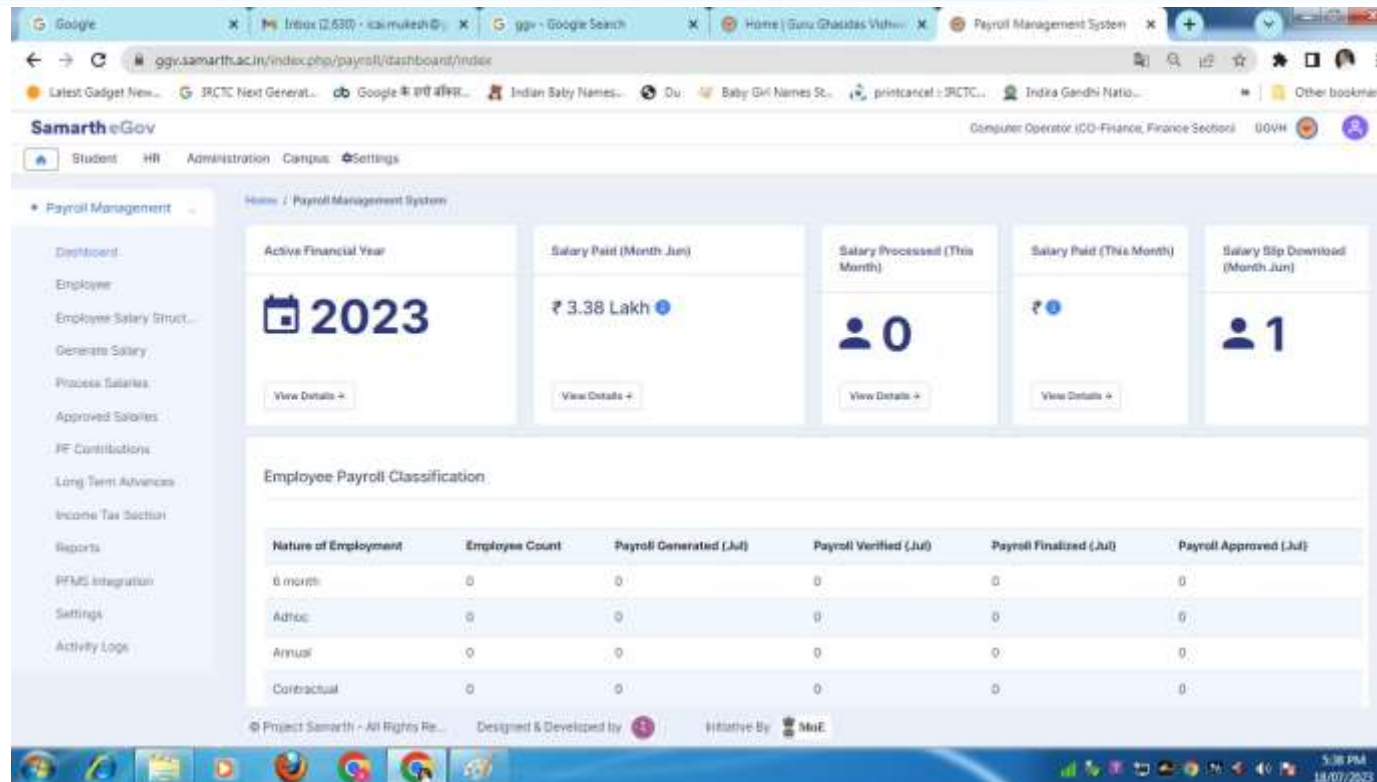 Google
Inbox (2,630) - icai.mukesh@g
ggv - Google Search
Home | Guru Ghasidas Vishw
Payroll Management System
ggv.samarth.ac.in/index.php/payroll/dashboard/index
Latest Gadget New...
IRCTC Next Generat...
Indian Baby Names...
Du
Baby Girl Names St...
printcancel : IRCTC...
Indira Gandhi Natio...
Other bookmar
Samarth eGov
Computer Operator (CO-Finance, Finance Section)
GGVH
Student HR Administration Campus Settings
Payroll Management
Home / Payroll Management System
Dashboard
Employee
Employee Salary Struct...
Generate Salary
Process Salaries
Approved Salaries
PF Contributions
Long Term Advances
Income Tax Section
Reports
PFMS Integration
Settings
Activity Logs
Active Financial Year
2023
View Details →
Salary Paid (Month Jun)
₹ 3.38 Lakh
View Details →
Salary Processed (This
Month)
0
View Details →
Salary Paid (This Month)
₹
View Details →
Salary Slip Download
(Month Jun)
1
Employee Payroll Classification
Nature of Employment Employee Count Payroll Generated (Jul) Payroll Verified (Jul) Payroll Finalized (Jul) Payroll Approved (Jul)
6 month 0 0 0 0 0
Adhoc 0 0 0 0 0
Annual 0 0 0 0 0
Contractual 0 0 0 0 0
© Project Samarth - All Rights Re... Designed & Developed by Initiative By MoE
5:38 PM
18/07/2023